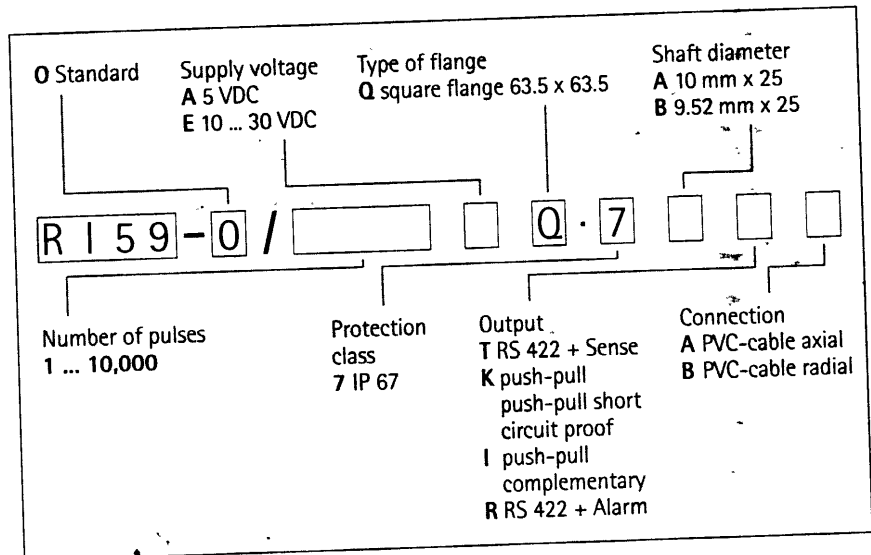 O Standard
Supply voltage
A 5 VDC
E 10 ... 30 VDC
Type of flange
Q square flange 63.5 x 63.5
Shaft diameter
A 10 mm x 25
B 9.52 mm x 25
R I 5 9 - 0 / Q . 7
Number of pulses
1 ... 10,000
Protection
class
7 IP 67
Output
T RS 422 + Sense
K push-pull
push-pull short
circuit proof
I push-pull
complementary
R RS 422 + Alarm
Connection
A PVC-cable axial
B PVC-cable radial